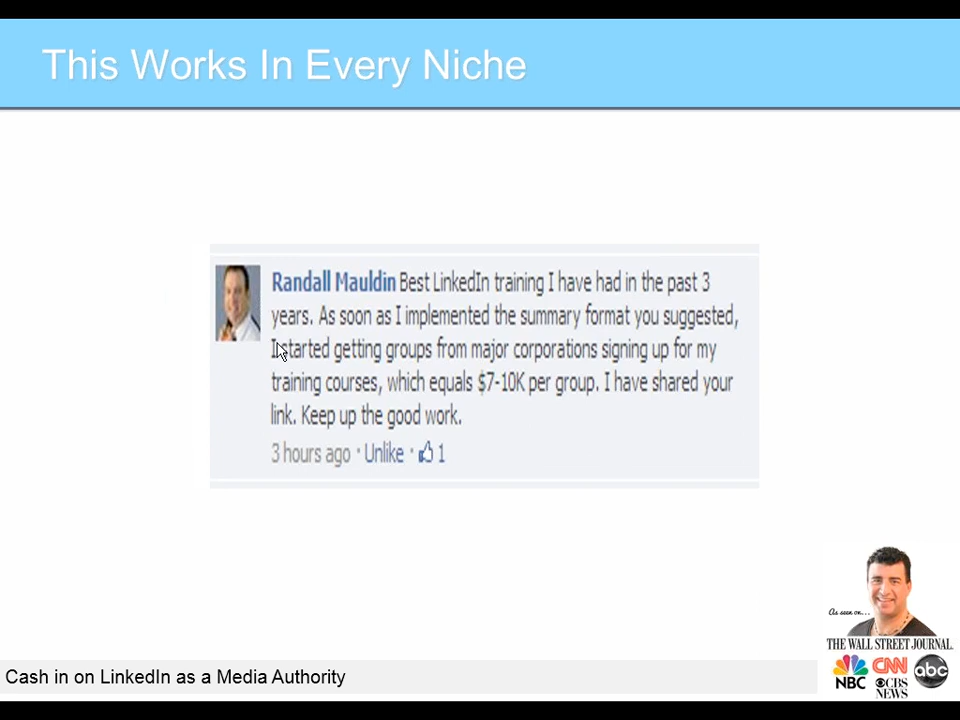 This Works In Every Niche
Randall Mauldin Best LinkedIn training I have had in the past 3
years. As soon as I implemented the summary format you suggested,
I started getting groups from major corporations signing up for my
training courses, which equals $7-10K per group. I have shared your
link. Keep up the good work.
3 hours ago · Unlike · 1
As seen on...
THE WALL STREET JOURNAL.
NBC CNN CBS NEWS abc
Cash in on LinkedIn as a Media Authority